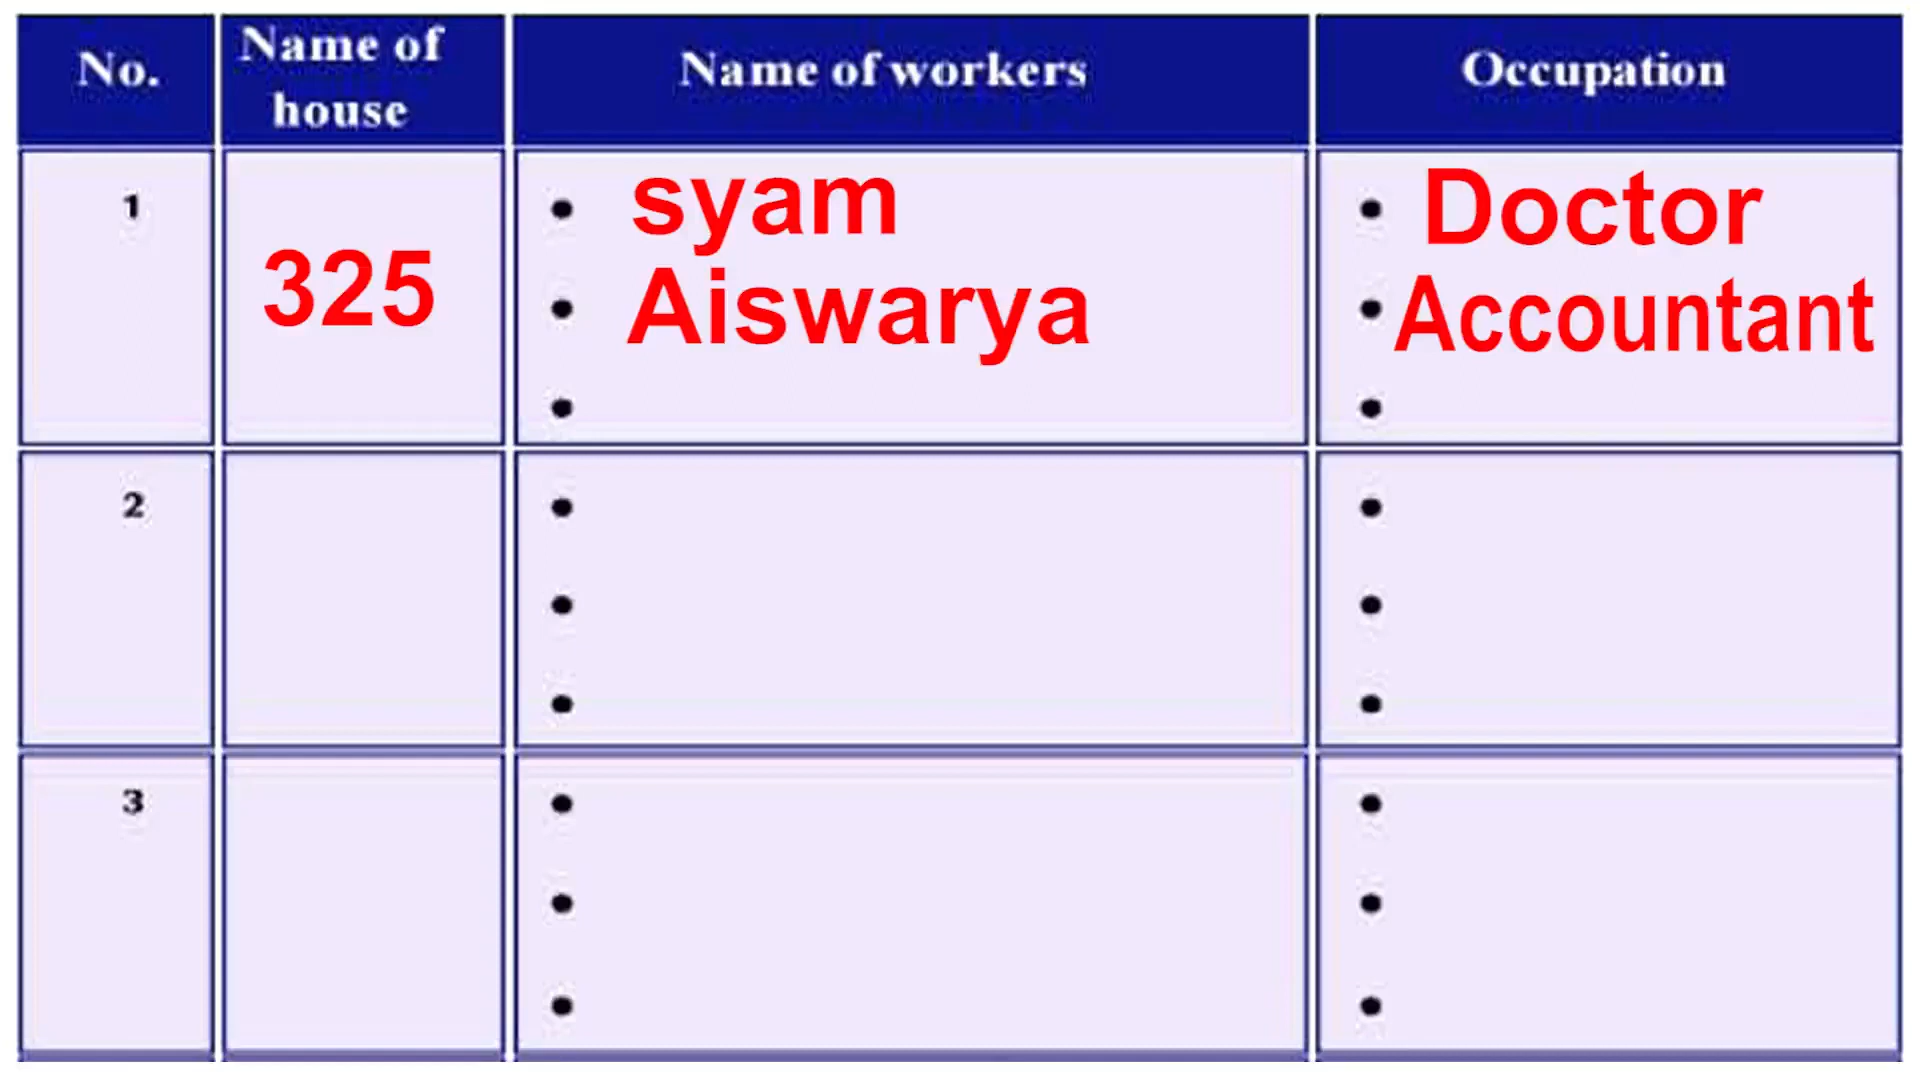 No.
Name of
house
Name of workers
Occupation
1
325
• syam
• Aiswarya
•
• Doctor
• Accountant
•
2
•
•
•
•
•
•
3
•
•
•
•
•
•